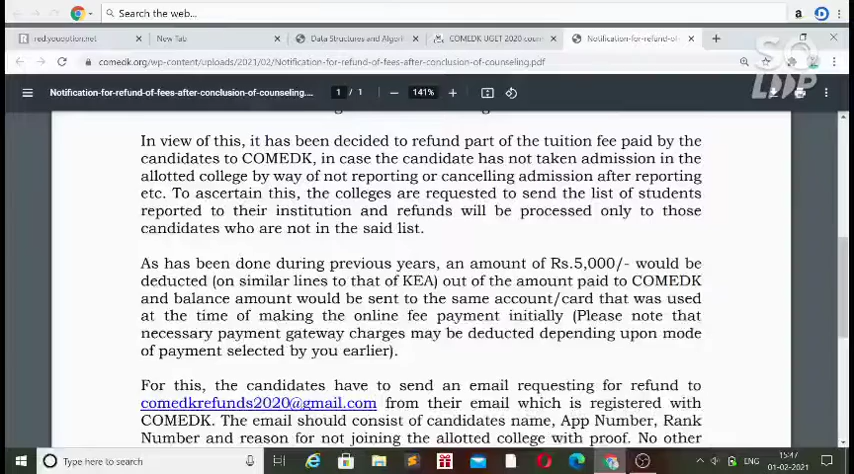 Search the web...
red.youoption.net
New Tab
Data Structures and Algori
COMEDK UGET 2020 coun
Notification-for-refund-of-
comedk.org/wp-content/uploads/2021/02/Notification-for-refund-of-fees-after-conclusion-of-counseling.pdf
SOLIIP
Notification-for-refund-of-fees-after-conclusion-of-counseling....
1 / 1
141%
In view of this, it has been decided to refund part of the tuition fee paid by the
candidates to COMEDK, in case the candidate has not taken admission in the
allotted college by way of not reporting or cancelling admission after reporting
etc. To ascertain this, the colleges are requested to send the list of students
reported to their institution and refunds will be processed only to those
candidates who are not in the said list.
As has been done during previous years, an amount of Rs.5,000/- would be
deducted (on similar lines to that of KEA) out of the amount paid to COMEDK
and balance amount would be sent to the same account/card that was used
at the time of making the online fee payment initially (Please note that
necessary payment gateway charges may be deducted depending upon mode
of payment selected by you earlier).
For this, the candidates have to send an email requesting for refund to
comedkrefunds2020@gmail.com from their email which is registered with
COMEDK. The email should consist of candidates name, App Number, Rank
Number and reason for not joining the allotted college with proof. No other
Type here to search
ENG
15:47
01-02-2021